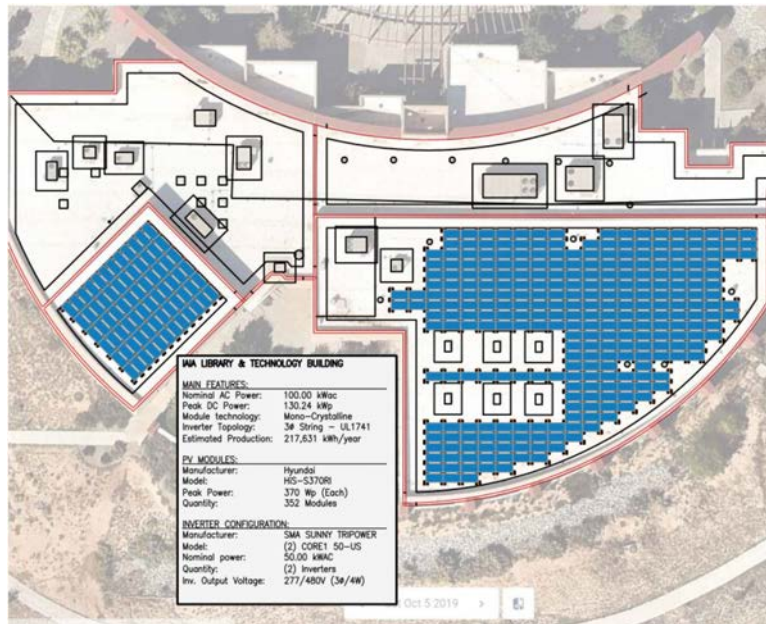 IAIA LIBRARY & TECHNOLOGY BUILDING
MAIN FEATURES:
Nominal AC Power: 100.00 kWac
Peak DC Power: 130.24 kWp
Module technology: Mono-Crystalline
Inverter Topology: 3ø String - UL1741
Estimated Production: 217,631 kWh/year
PV MODULES:
Manufacturer: Hyundai
Model: HiS-S370RI
Peak Power: 370 Wp (Each)
Quantity: 352 Modules
INVERTER CONFIGURATION:
Manufacturer: SMA SUNNY TRIPOWER
Model: (2) CORE1 50-US
Nominal power: 50.00 kWAC
Quantity: (2) Inverters
Inv. Output Voltage: 277/480V (3ø/4W)
Oct 5 2019